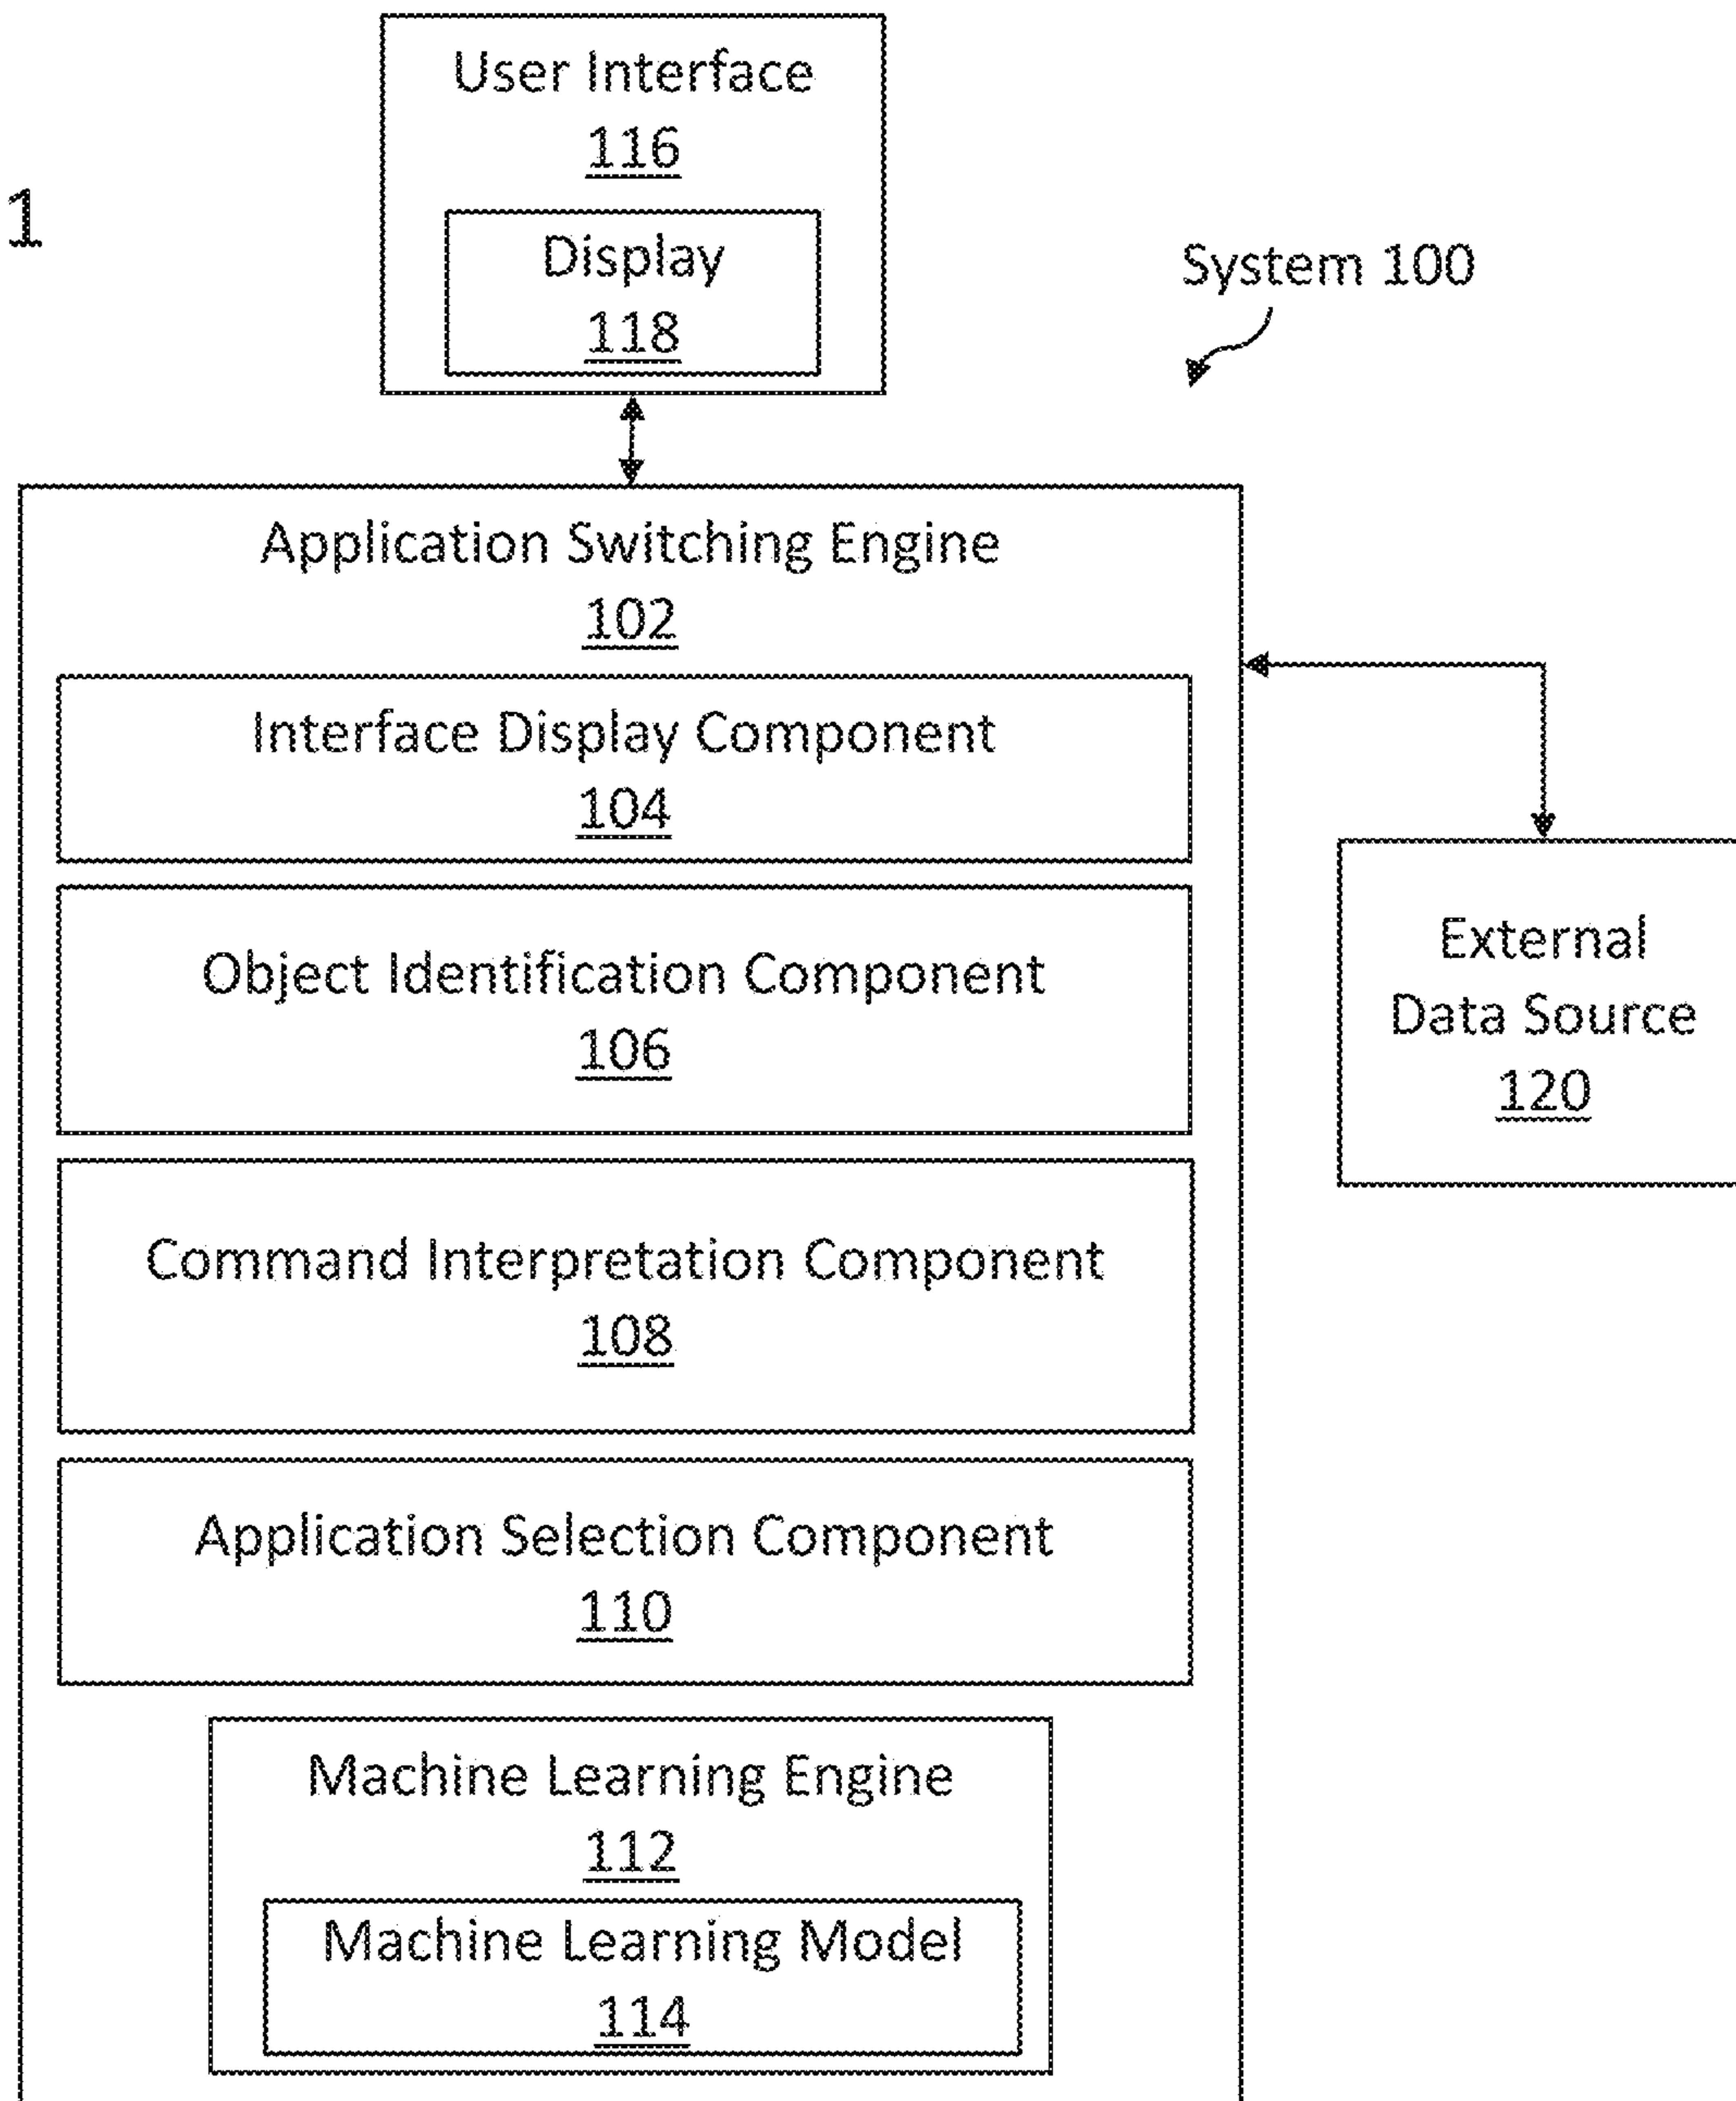 User Interface
116
1
Display
118
System 100
Application Switching Engine
102
Interface Display Component
104
Object Identification Component
106
External
Data Source
120
Command Interpretation Component
108
Application Selection Component
110
Machine Learning Engine
112
Machine Learning Model
114